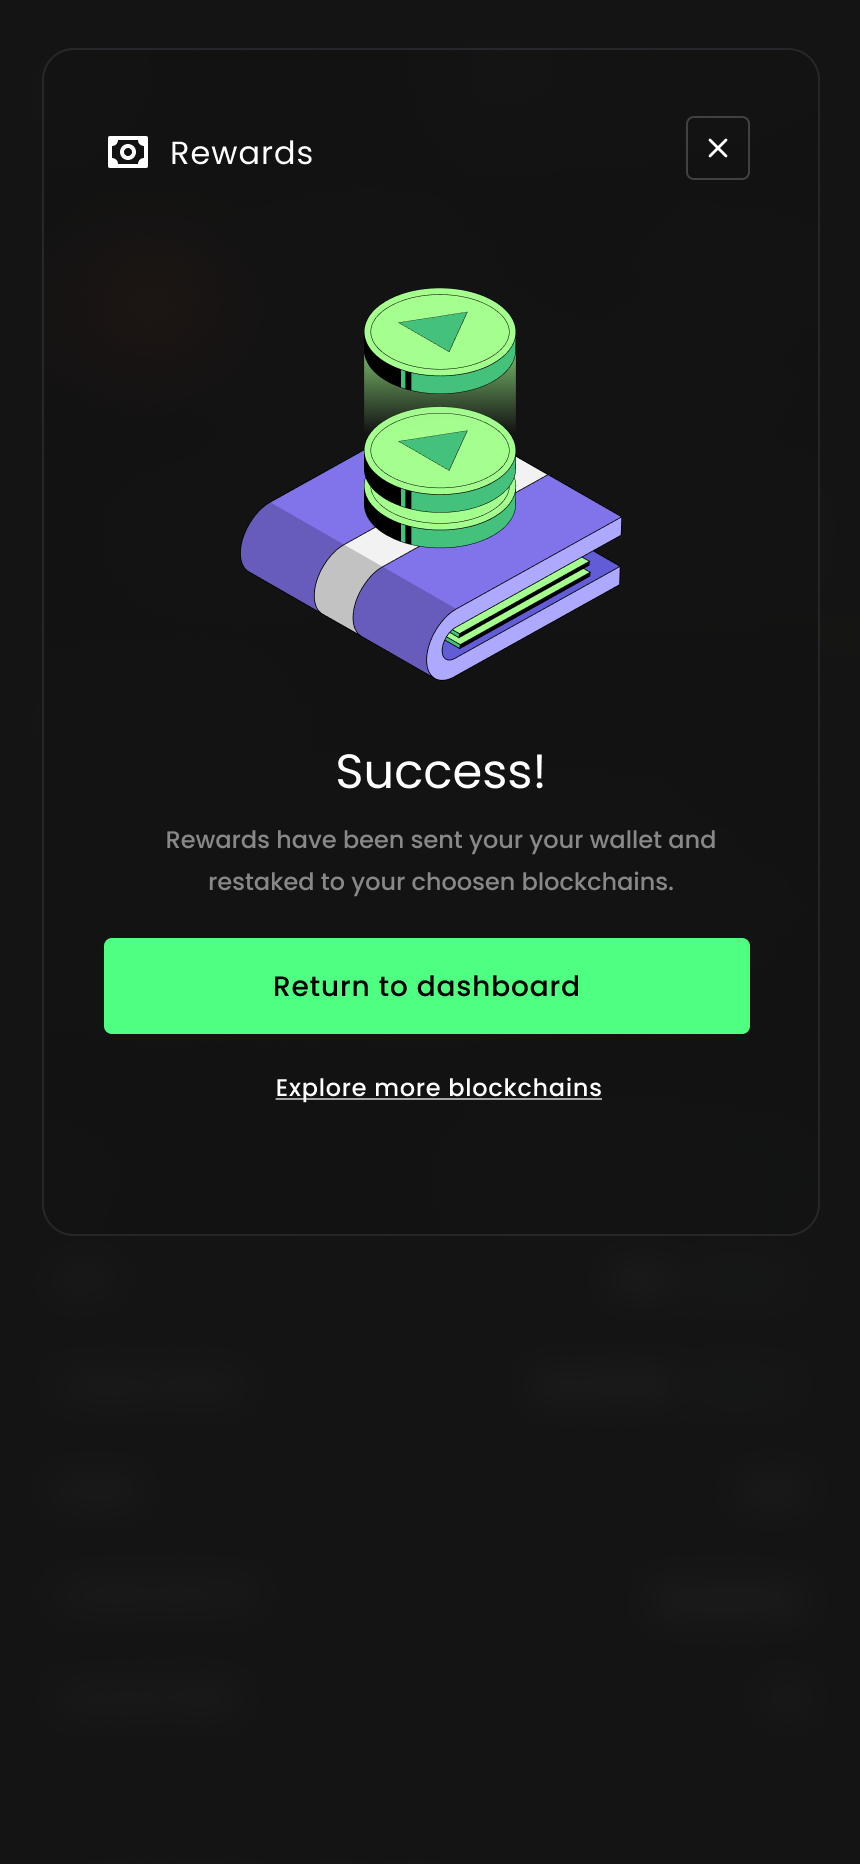 Rewards
Success!
Rewards have been sent your your wallet and
restaked to your choosen blockchains.
Return to dashboard
Explore more blockchains